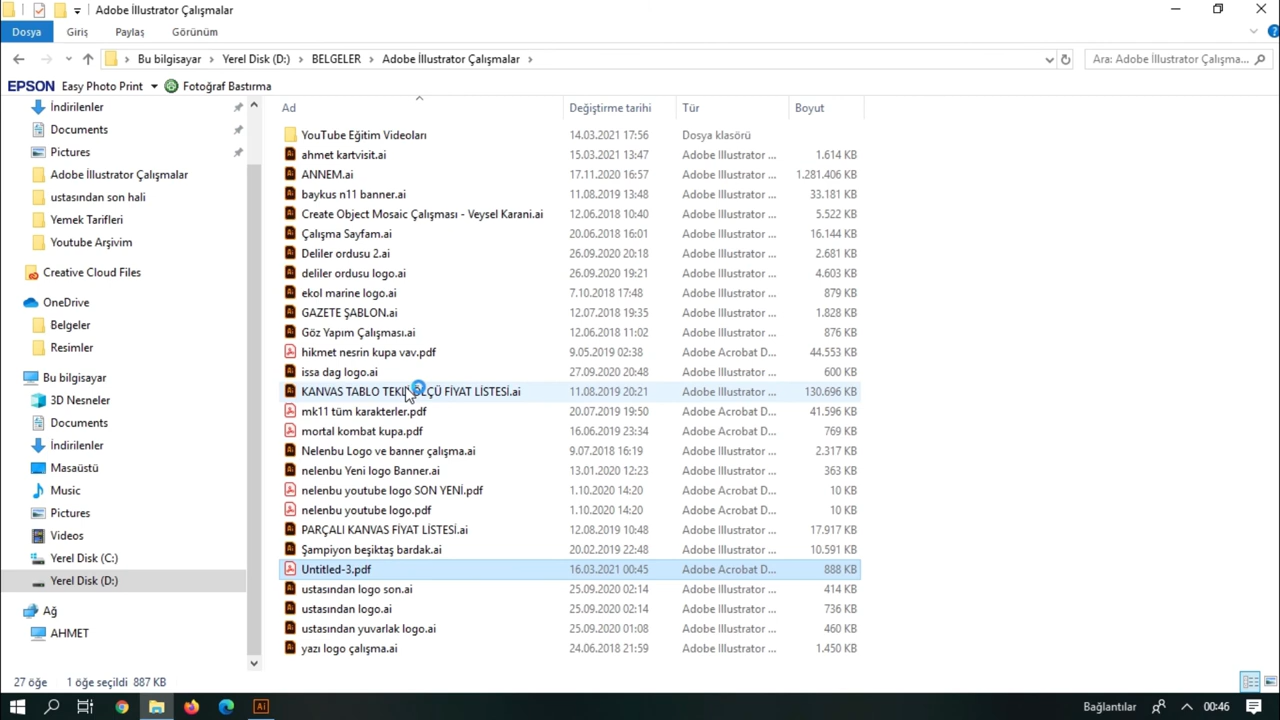 Adobe İllustrator Çalışmalar
Dosya Giriş Paylaş Görünüm
Bu bilgisayar Yerel Disk (D:) BELGELER Adobe İllustrator Çalışmalar
Ara: Adobe İllustrator Çalışma...
EPSON Easy Photo Print Fotoğraf Bastırma
İndirilenler
Documents
Pictures
Adobe İllustrator Çalışmalar
ustasından son hali
Yemek Tarifleri
Youtube Arşivim
Creative Cloud Files
OneDrive
Belgeler
Resimler
Bu bilgisayar
3D Nesneler
Documents
İndirilenler
Masaüstü
Music
Pictures
Videos
Yerel Disk (C:)
Yerel Disk (D:)
Ağ
AHMET
Ad Değiştirme tarihi Tür Boyut
YouTube Eğitim Videoları 14.03.2021 17:56 Dosya klasörü
ahmet kartvisit.ai 15.03.2021 13:47 Adobe Illustrator ... 1.614 KB
ANNEM.ai 17.11.2020 16:57 Adobe Illustrator ... 1.281.406 KB
baykus n11 banner.ai 11.08.2019 13:48 Adobe Illustrator ... 33.181 KB
Create Object Mosaic Çalışması - Veysel Karani.ai 12.06.2018 10:40 Adobe Illustrator ... 5.522 KB
Çalışma Sayfam.ai 20.06.2018 16:01 Adobe Illustrator ... 16.144 KB
Deliler ordusu 2.ai 26.09.2020 20:18 Adobe Illustrator ... 2.681 KB
deliler ordusu logo.ai 26.09.2020 19:21 Adobe Illustrator ... 4.603 KB
ekol marine logo.ai 7.10.2018 17:48 Adobe Illustrator ... 879 KB
GAZETE ŞABLON.ai 12.07.2018 19:35 Adobe Illustrator ... 1.828 KB
Göz Yapım Çalışması.ai 12.06.2018 11:02 Adobe Illustrator ... 876 KB
hikmet nesrin kupa vav.pdf 9.05.2019 02:38 Adobe Acrobat D... 44.553 KB
issa dag logo.ai 27.09.2020 20:48 Adobe Illustrator ... 600 KB
KANVAS TABLO FİYAT LİSTESİ.ai 11.08.2019 20:21 Adobe Illustrator ... 130.696 KB
mk11 tüm karakterler.pdf 20.07.2019 19:50 Adobe Acrobat D... 41.596 KB
mortal kombat kupa.pdf 16.06.2019 23:34 Adobe Acrobat D... 769 KB
Nelenbu Logo ve banner çalışma.ai 9.07.2018 16:19 Adobe Illustrator ... 2.317 KB
nelenbu Yeni logo Banner.ai 13.01.2020 12:23 Adobe Illustrator ... 363 KB
nelenbu youtube logo SON YENİ.pdf 1.10.2020 14:20 Adobe Acrobat D... 10 KB
nelenbu youtube logo.pdf 1.10.2020 14:20 Adobe Acrobat D... 10 KB
PARÇALI KANVAS FİYAT LİSTESİ.ai 12.08.2019 10:48 Adobe Illustrator ... 17.917 KB
Şampiyon beşiktaş bardak.ai 20.02.2019 22:48 Adobe Illustrator ... 10.591 KB
Untitled-3.pdf 16.03.2021 00:45 Adobe Acrobat D... 888 KB
ustasından logo son.ai 25.09.2020 02:14 Adobe Illustrator ... 414 KB
ustasından logo.ai 25.09.2020 02:14 Adobe Illustrator ... 736 KB
ustasından yuvarlak logo.ai 25.09.2020 01:08 Adobe Illustrator ... 460 KB
yazı logo çalışma.ai 24.06.2018 21:59 Adobe Illustrator ... 1.450 KB
27 öğe 1 öğe seçildi 887 KB
Ai Bağlantılar 00:46